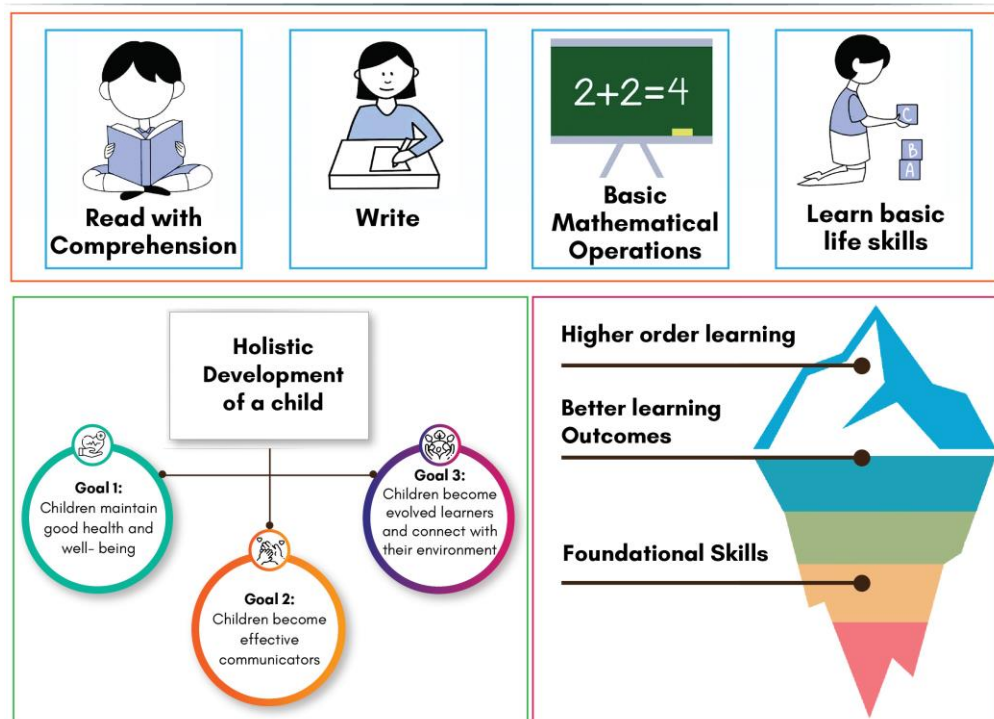 Read with
Comprehension
Write
2+2=4
Basic
Mathematical
Operations
C
B
A
Learn basic
life skills
Holistic
Development
of a child
Goal 1:
Children maintain
good health and
well- being
Goal 2:
Children become
effective
communicators
Goal 3:
Children become
evolved learners
and connect with
their environment
Higher order learning
Better learning
Outcomes
Foundational Skills